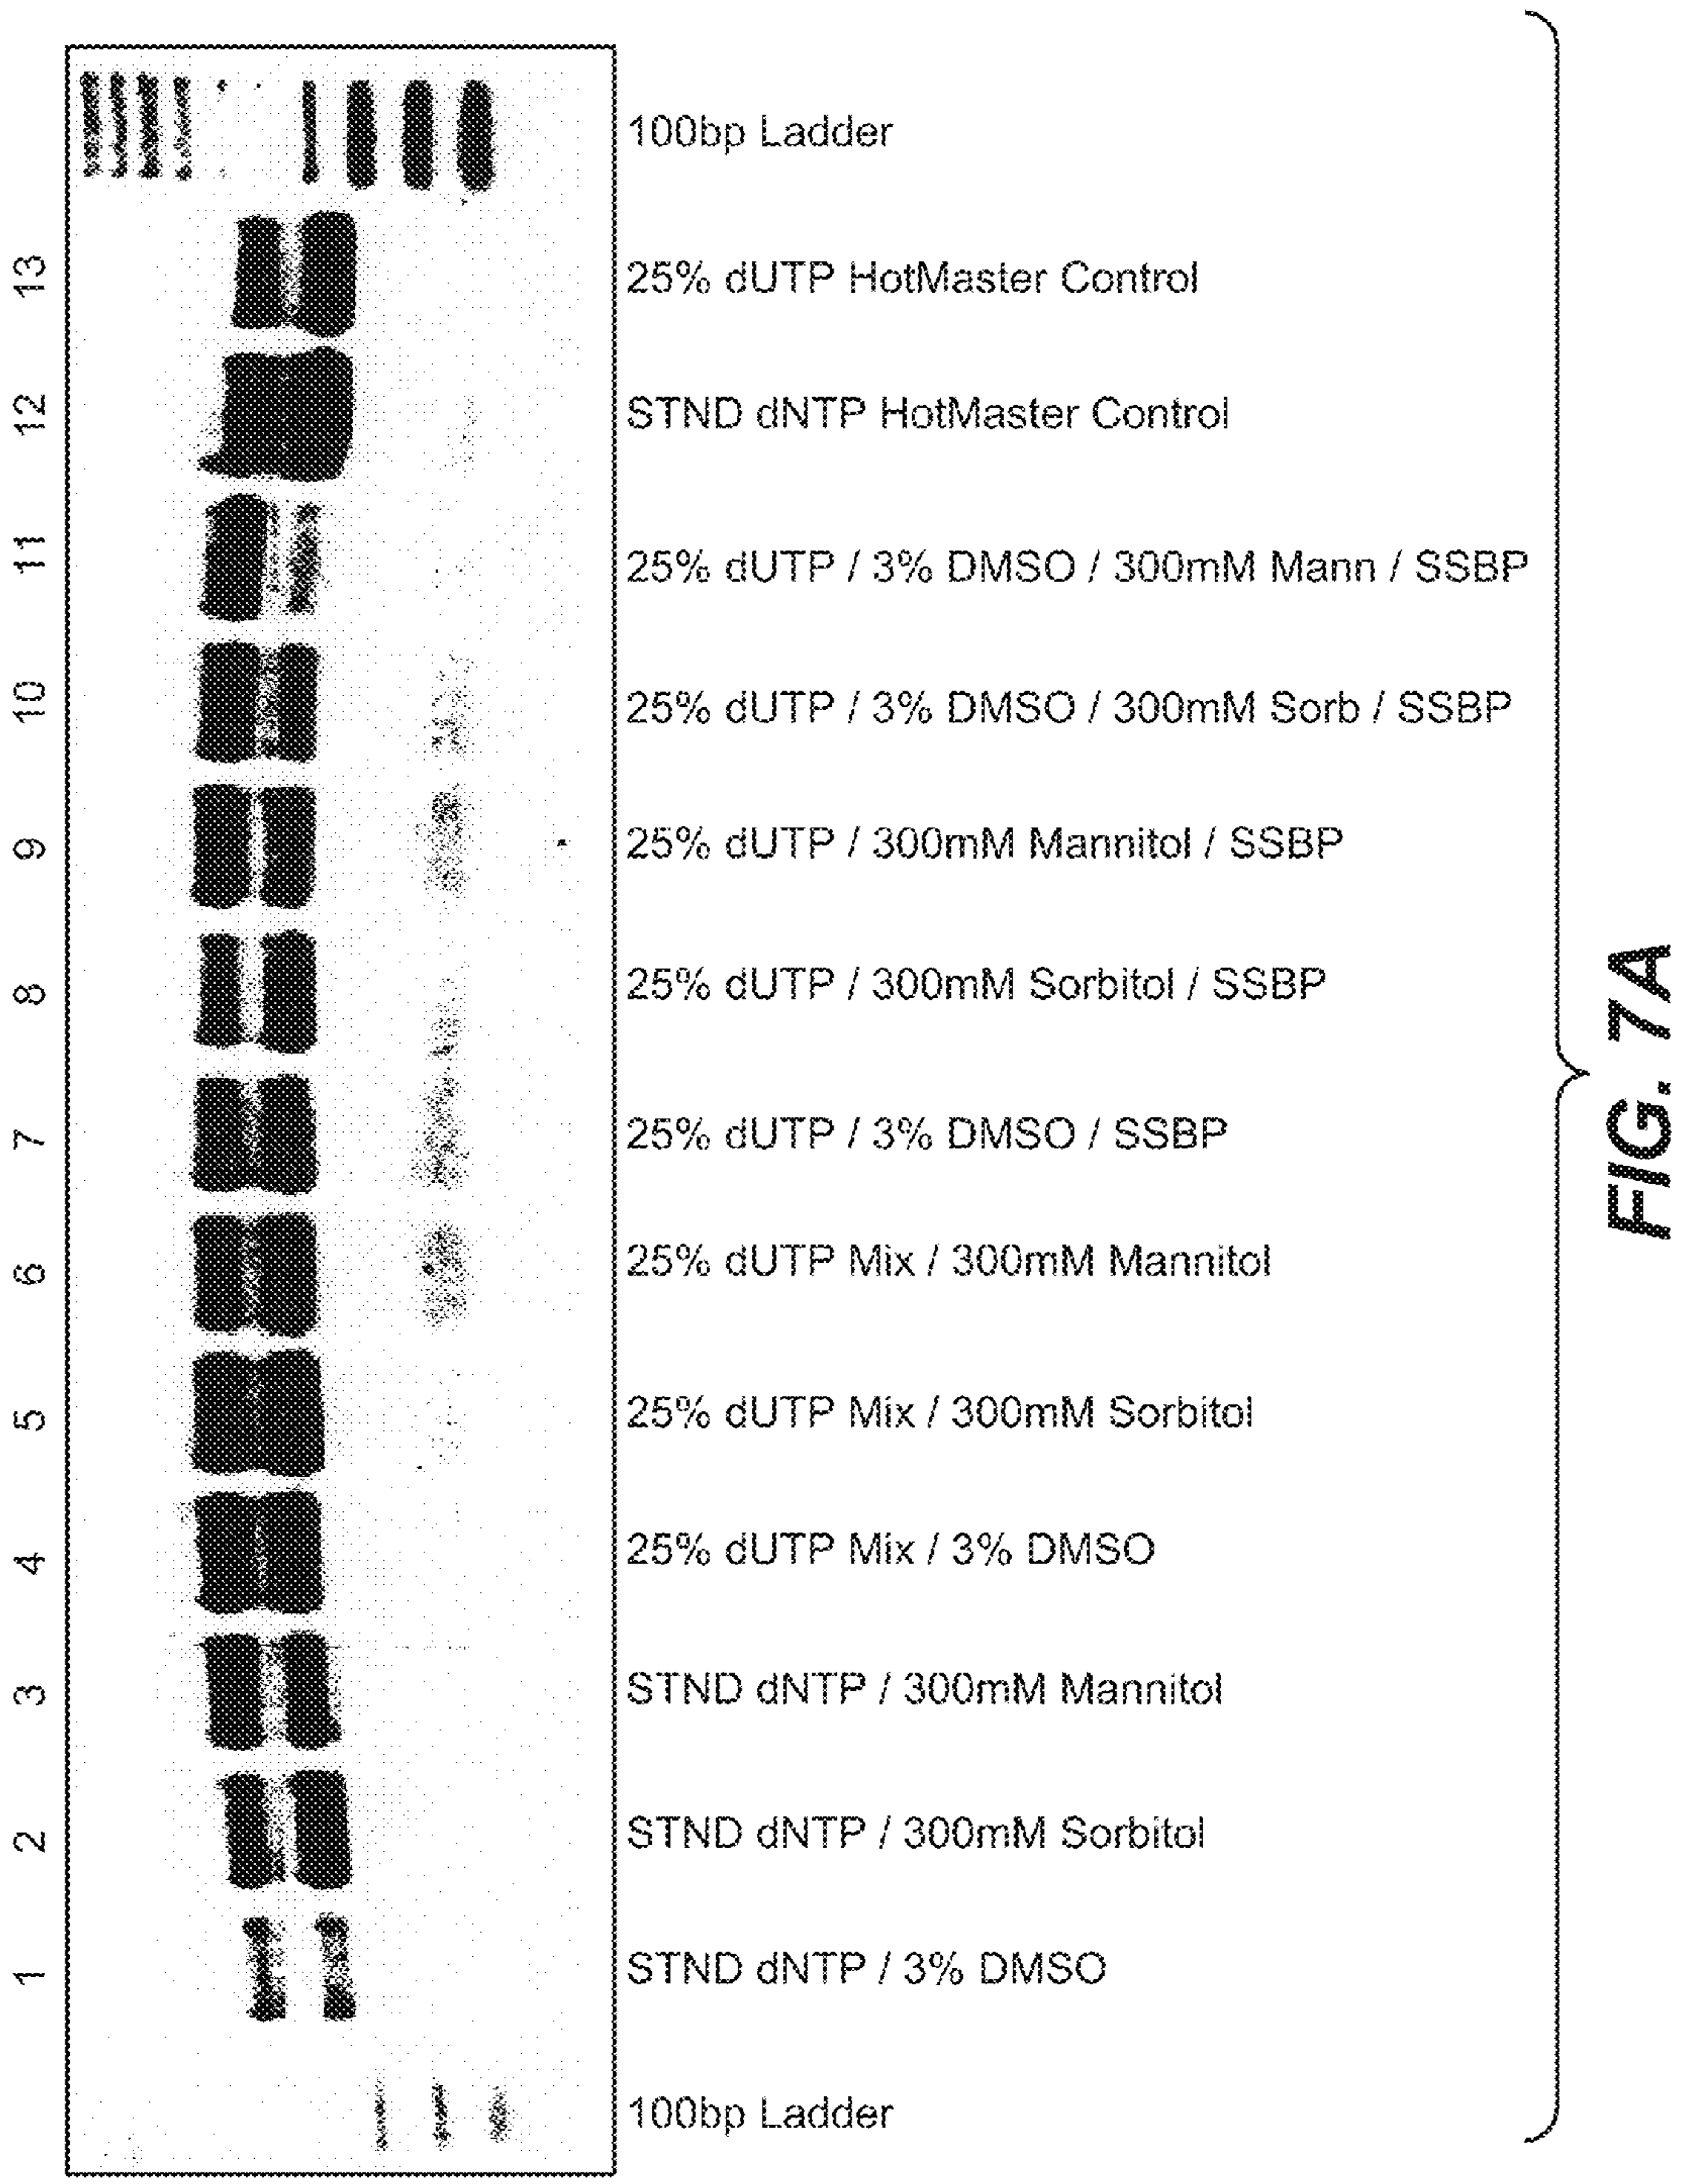 100bp Ladder
13
25% dUTP HotMaster Control
12
STND dNTP HotMaster Control
11
25% dUTP / 3% DMSO / 300mM Mann / SSBP
10
25% dUTP / 3% DMSO / 300mM Sorb / SSBP
9
25% dUTP / 300mM Mannitol / SSBP
8
25% dUTP / 300mM Sorbitol / SSBP
7
25% dUTP / 3% DMSO / SSBP
6
25% dUTP Mix / 300mM Mannitol
5
25% dUTP Mix / 300mM Sorbitol
4
25% dUTP Mix / 3% DMSO
3
STND dNTP / 300mM Mannitol
2
STND dNTP / 300mM Sorbitol
1
STND dNTP / 3% DMSO
100bp Ladder
FIG. 7A